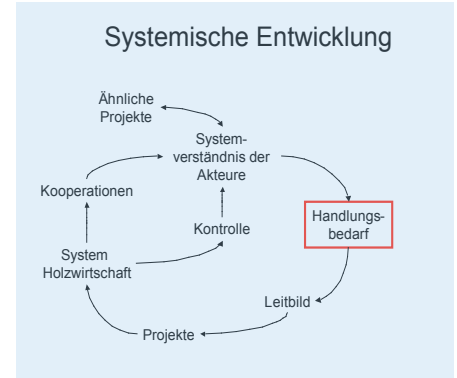 Systemische Entwicklung
Ähnliche
Projekte
System-
verständnis der
Akteure
Kooperationen
Handlungs-
bedarf
Kontrolle
System
Holzwirtschaft
Leitbild
Projekte